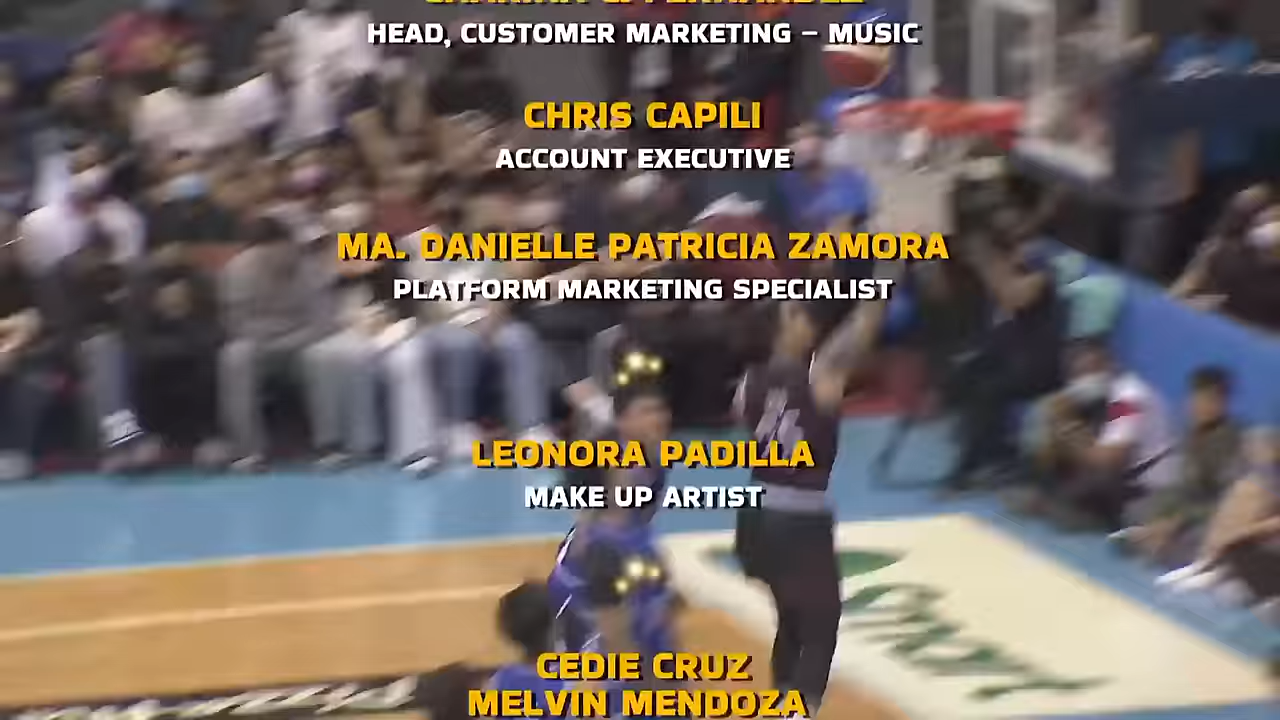 HEAD, CUSTOMER MARKETING – MUSIC
CHRIS CAPILI
ACCOUNT EXECUTIVE
MA. DANIELLE PATRICIA ZAMORA
PLATFORM MARKETING SPECIALIST
LEONORA PADILLA
MAKE UP ARTIST
CEDIE CRUZ
MELVIN MENDOZA